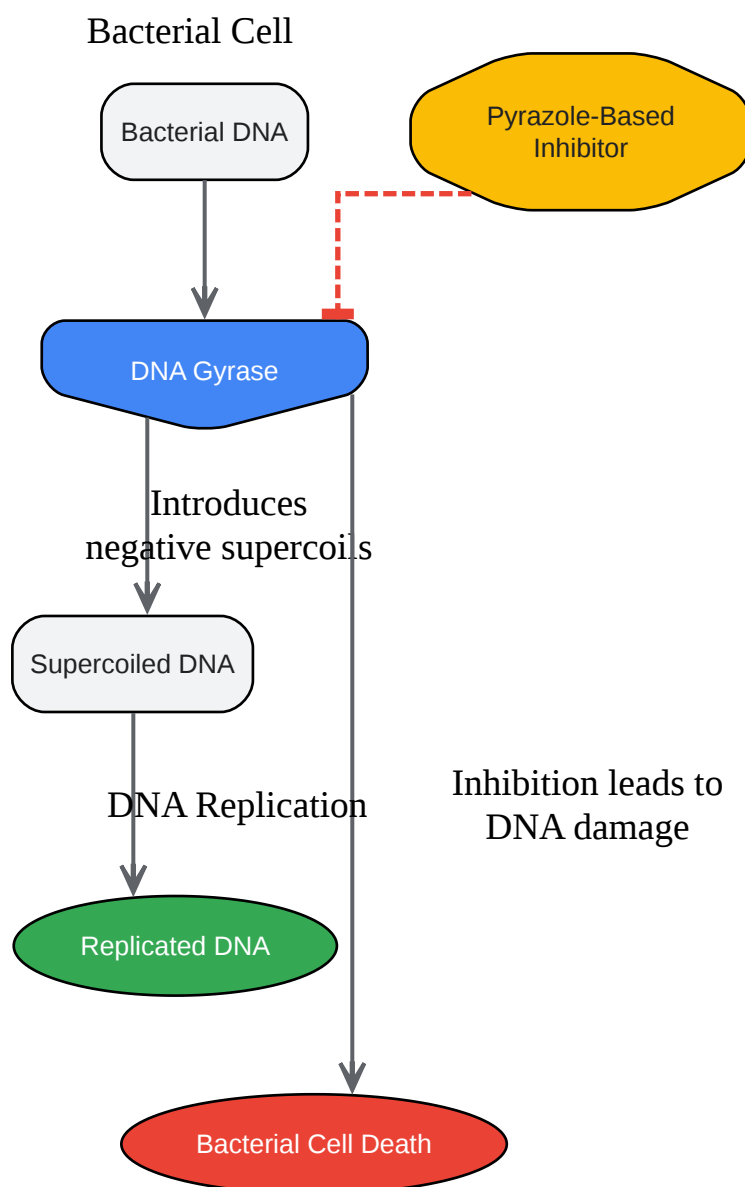 Bacterial Cell
Bacterial DNA
Pyrazole-Based
Inhibitor
DNA Gyrase
Introduces
negative supercoils
Supercoiled DNA
DNA Replication
Inhibition leads to
DNA damage
Replicated DNA
Bacterial Cell Death